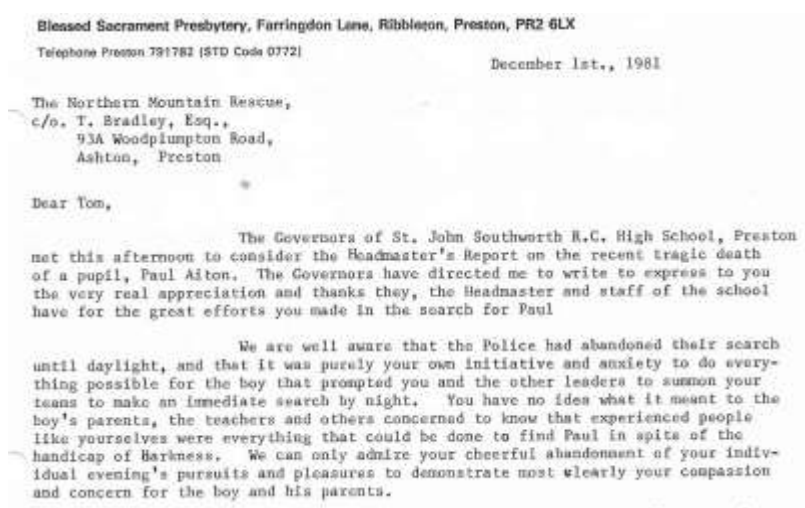 Blessed Sacrament Presbytery, Farringdon Lane, Ribbleton, Preston, PR2 6LX
Telephone Preston 791782 (STD Code 0772)
December 1st., 1981
The Northern Mountain Rescue,
c/o. T. Bradley, Esq.,
93A Woodplumpton Road,
Ashton, Preston
Dear Tom,
The Governors of St. John Southworth R.C. High School, Preston
met this afternoon to consider the Headmaster's Report on the recent tragic death
of a pupil, Paul Aiton. The Governors have directed me to write to express to you
the very real appreciation and thanks they, the Headmaster and staff of the school
have for the great efforts you made in the search for Paul
We are well aware that the Police had abandoned their search
until daylight, and that it was purely your own initiative and anxiety to do every-
thing possible for the boy that prompted you and the other leaders to summon your
teams to make an immediate search by night. You have no idea what it meant to the
boy's parents, the teachers and others concerned to know that experienced people
like yourselves were everything that could be done to find Paul in spite of the
handicap of Harkness. We can only admire your cheerful abandonment of your indiv-
idual evening's pursuits and pleasures to demonstrate most wlearly your compassion
and concern for the boy and his parents.